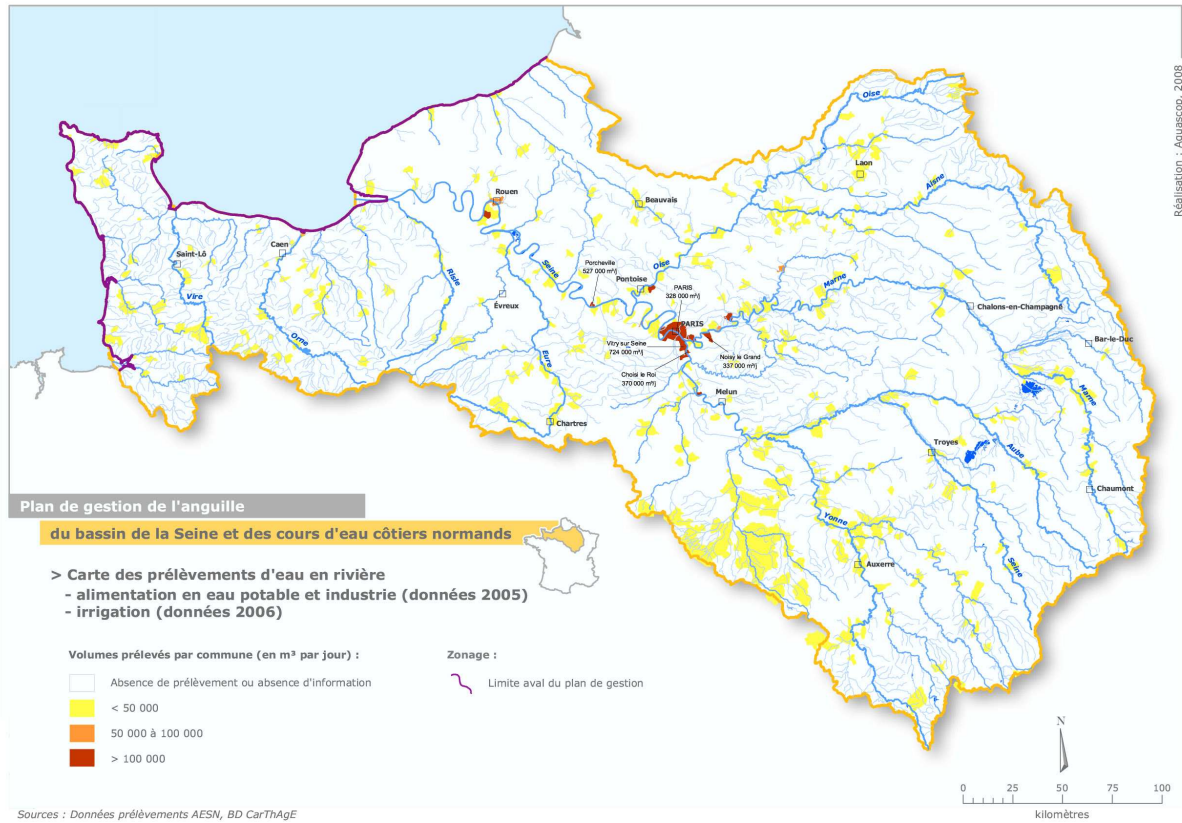 Réalisation : Aquascop, 2008
Oise
Laon
Aisne
Rouen
Beauvais
Saint-Lô
Caen
Risle
Seine
Porcheville
527 000 m³/j
Oise
Pontoise
PARIS
328 000 m³/j
Marne
Vire
Évreux
Châlons-en-Champagne
PARIS
Bar-le-Duc
Orne
Vitry sur Seine
724 000 m³/j
Noisy le Grand
337 000 m³/j
Eure
Choisi le Roi
370 000 m³/j
Marne
Melun
Chartres
Troyes
Aube
Chaumont
Plan de gestion de l'anguille
du bassin de la Seine et des cours d'eau côtiers normands
Yonne
Seine
Auxerre
> Carte des prélèvements d'eau en rivière
- alimentation en eau potable et industrie (données 2005)
- irrigation (données 2006)
Volumes prélevés par commune (en m³ par jour) :
Zonage :
Absence de prélèvement ou absence d'information
Limite aval du plan de gestion
< 50 000
50 000 à 100 000
> 100 000
N
0 25 50 75 100
kilomètres
Sources : Données prélèvements AESN, BD CarThAgE